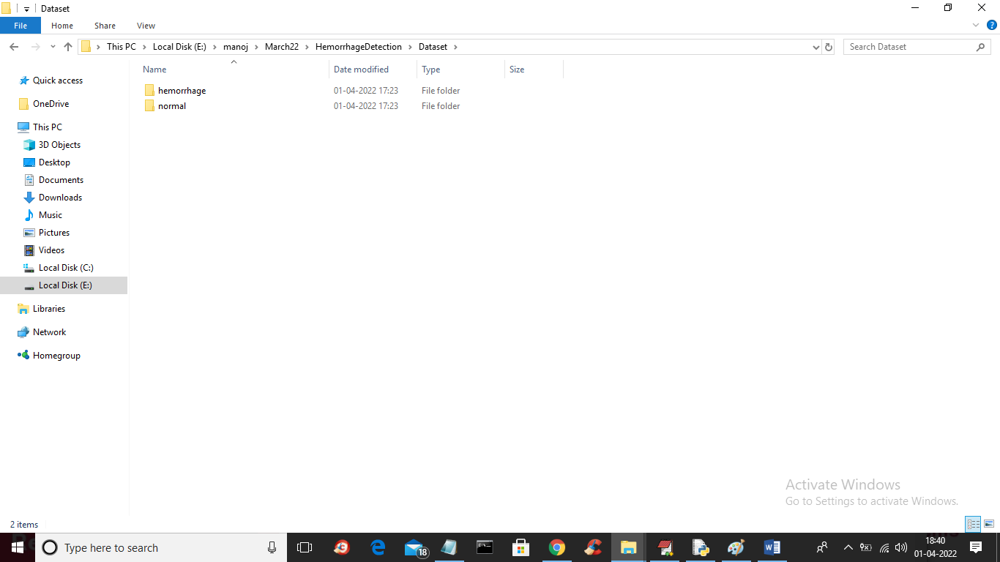 Dataset
File Home Share View
This PC Local Disk (E:) manoj March22 HemorrhageDetection Dataset Search Dataset
Name Date modified Type Size
hemorrhage 01-04-2022 17:23 File folder
normal 01-04-2022 17:23 File folder
Quick access
OneDrive
This PC
3D Objects
Desktop
Documents
Downloads
Music
Pictures
Videos
Local Disk (C:)
Local Disk (E:)
Libraries
Network
Homegroup
Activate Windows
Go to Settings to activate Windows.
2 items
Type here to search 18 18:40
01-04-2022